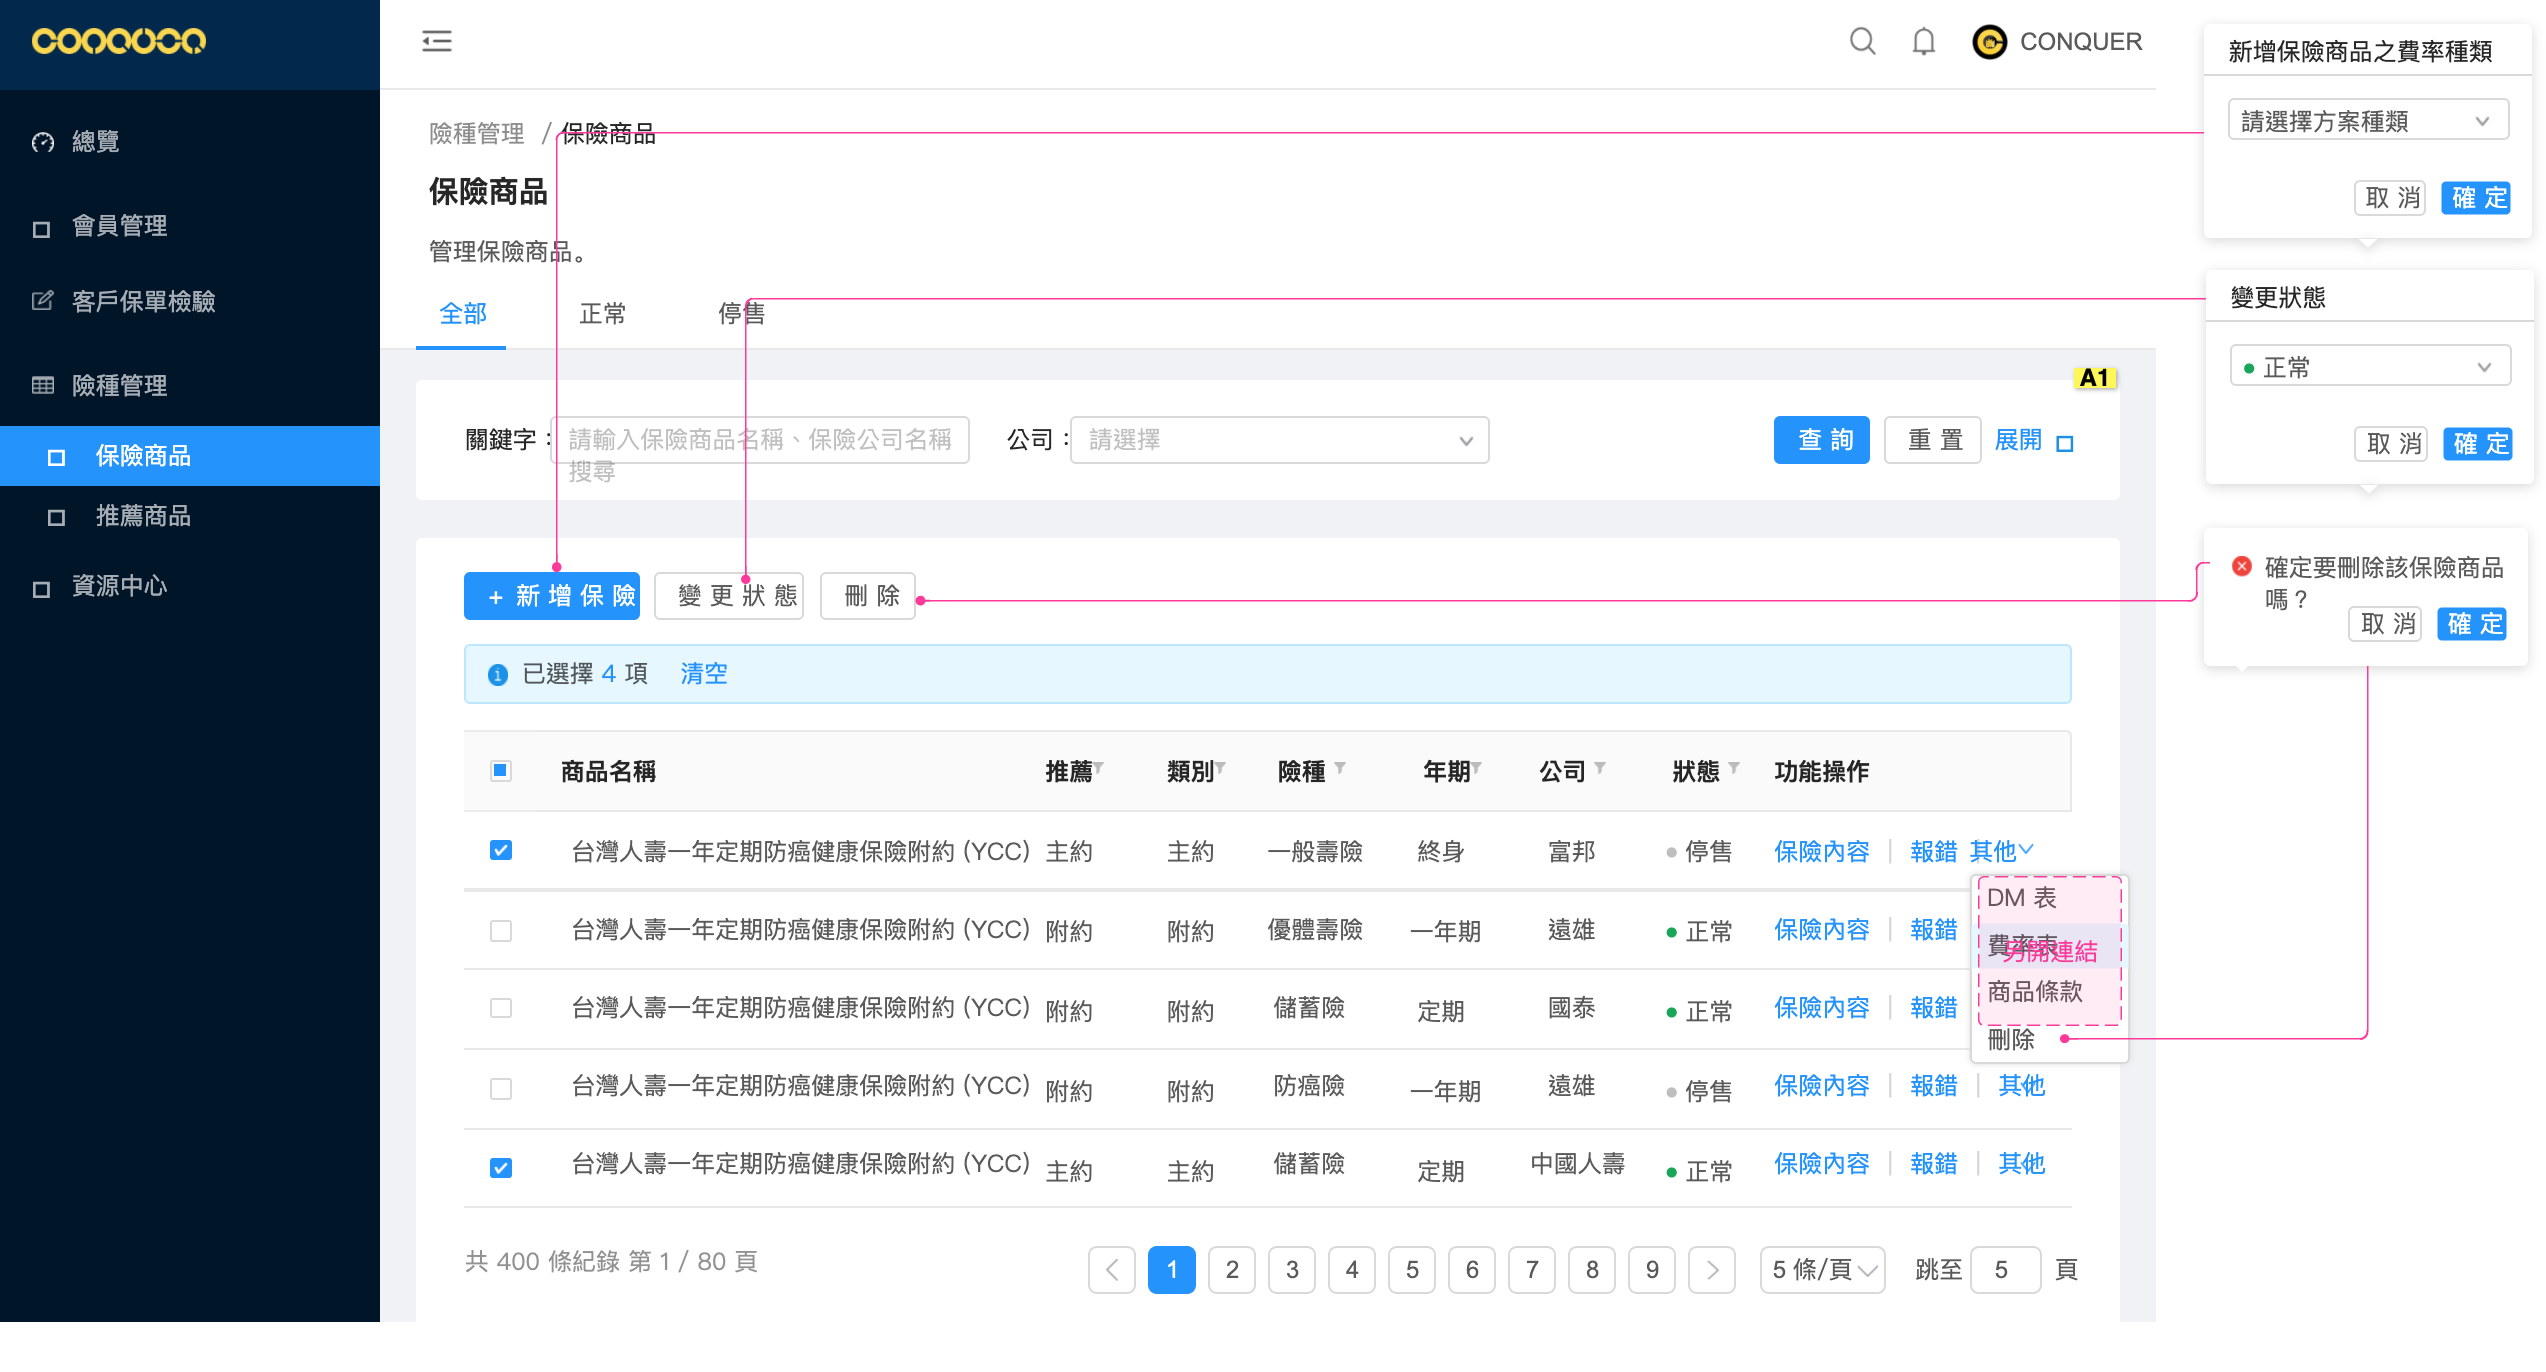 CONQUER
總覽
會員管理
客戶保單檢驗
險種管理
保險商品
推薦商品
資源中心
險種管理 / 保險商品
保險商品
管理保險商品。
全部 正常 停售
A1
關鍵字： 請輸入保險商品名稱、保險公司名稱搜尋
公司： 請選擇
查 詢 重 置 展開
+ 新 增 保 險 變 更 狀 態 刪 除
已選擇 4 項 清空
商品名稱 推薦 類別 險種 年期 公司 狀態 功能操作
台灣人壽一年定期防癌健康保險附約 (YCC) 主約 主約 一般壽險 終身 富邦 停售 保險內容 報錯 其他
台灣人壽一年定期防癌健康保險附約 (YCC) 附約 附約 優體壽險 一年期 遠雄 正常 保險內容 報錯
台灣人壽一年定期防癌健康保險附約 (YCC) 附約 附約 儲蓄險 定期 國泰 正常 保險內容 報錯
台灣人壽一年定期防癌健康保險附約 (YCC) 附約 附約 防癌險 一年期 遠雄 停售 保險內容 報錯 其他
台灣人壽一年定期防癌健康保險附約 (YCC) 主約 主約 儲蓄險 定期 中國人壽 正常 保險內容 報錯 其他
DM 表
費率表
另開連結
商品條款
刪除
共 400 條紀錄 第 1 / 80 頁
1 2 3 4 5 6 7 8 9 5 條/頁 跳至 5 頁
新增保險商品之費率種類
請選擇方案種類
取 消 確 定
變更狀態
正常
取 消 確 定
確定要刪除該保險商品
嗎？
取 消 確 定